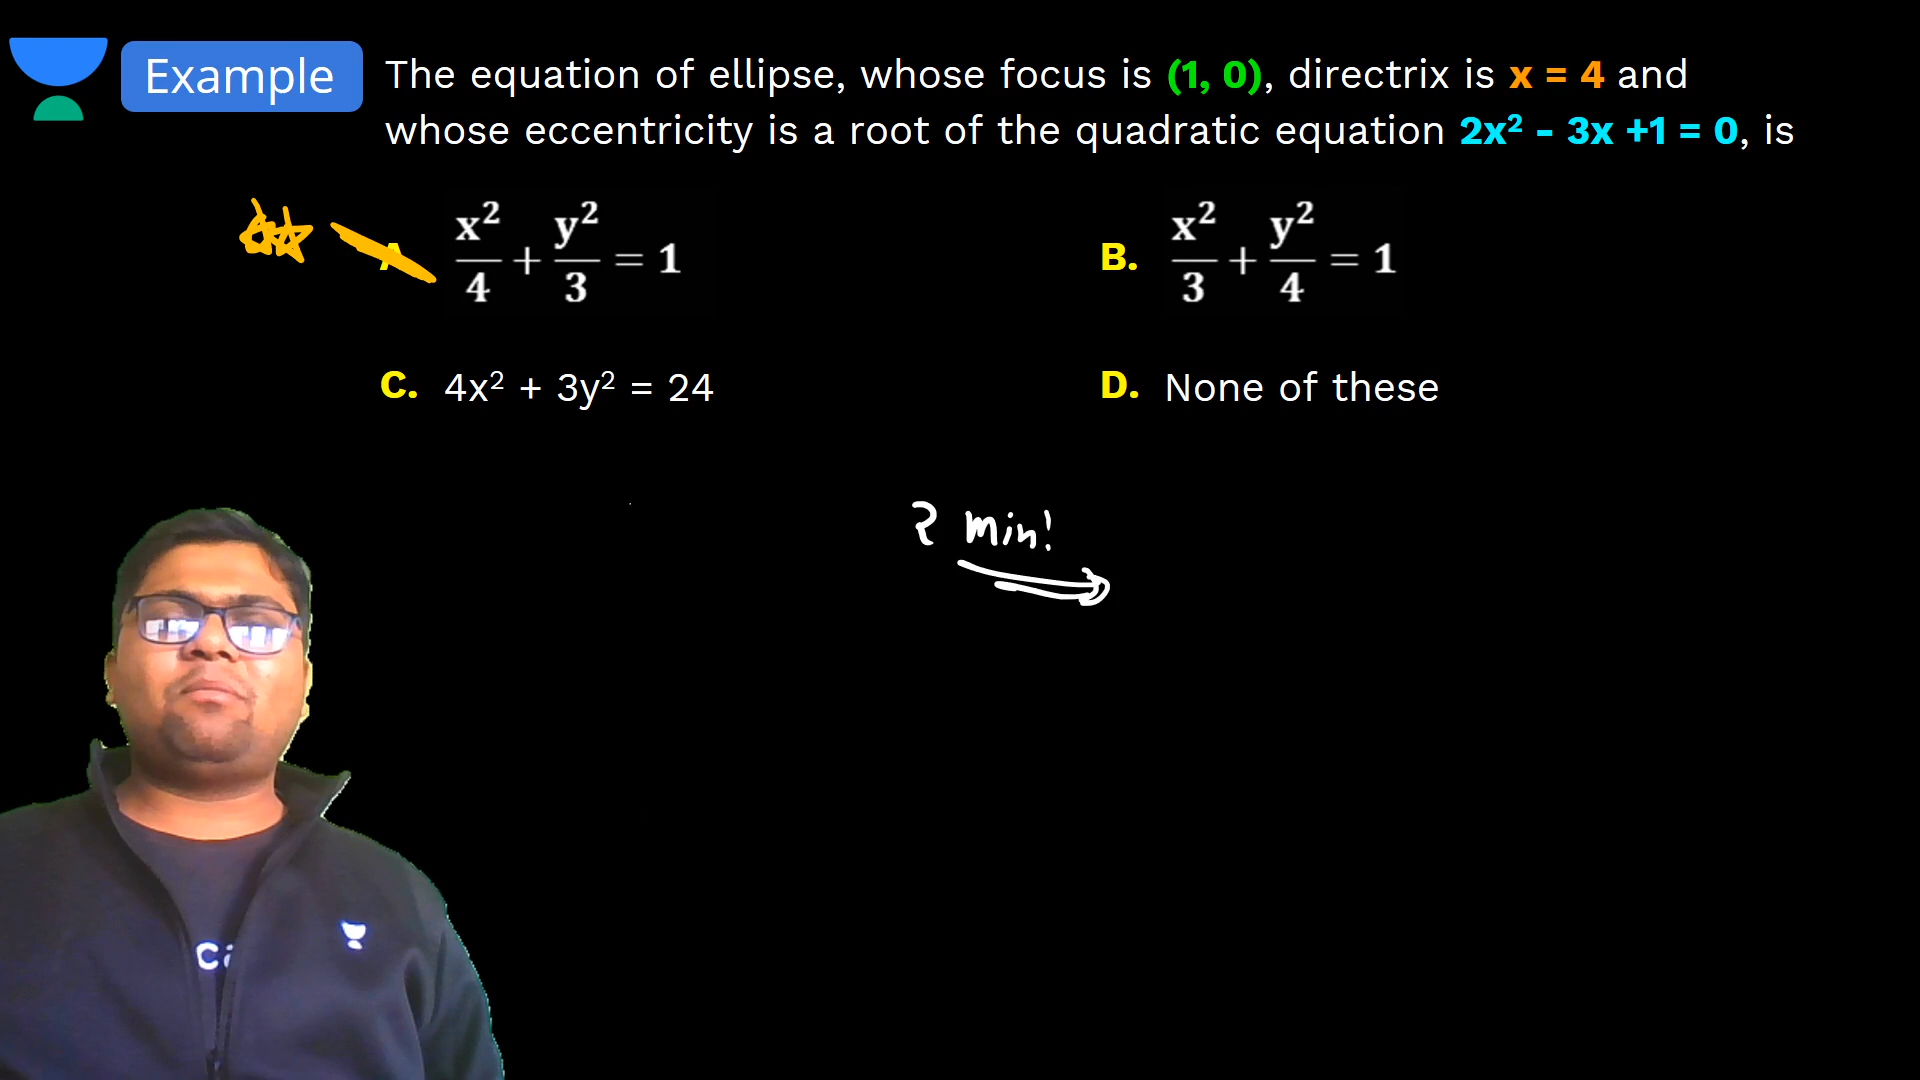 Example
The equation of ellipse, whose focus is (1, 0), directrix is x = 4 and
whose eccentricity is a root of the quadratic equation 2x² - 3x +1 = 0, is
A. x²/4 + y²/3 = 1
B. x²/3 + y²/4 = 1
C. 4x² + 3y² = 24
D. None of these
2 min!